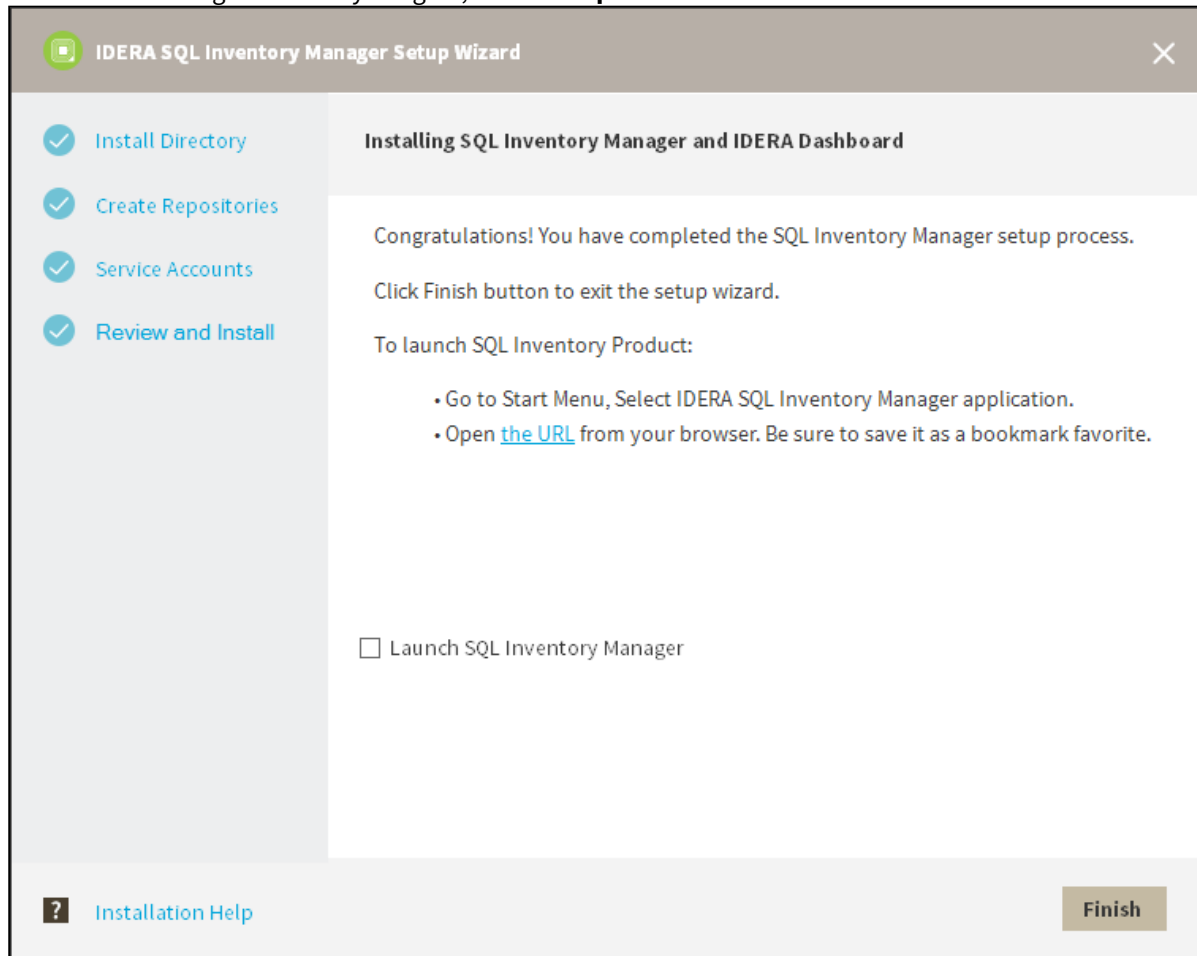 IDERA SQL Inventory Manager Setup Wizard
Install Directory
Create Repositories
Service Accounts
Review and Install
Installing SQL Inventory Manager and IDERA Dashboard
Congratulations! You have completed the SQL Inventory Manager setup process.
Click Finish button to exit the setup wizard.
To launch SQL Inventory Product:
• Go to Start Menu, Select IDERA SQL Inventory Manager application.
• Open the URL from your browser. Be sure to save it as a bookmark favorite.
Launch SQL Inventory Manager
? Installation Help
Finish